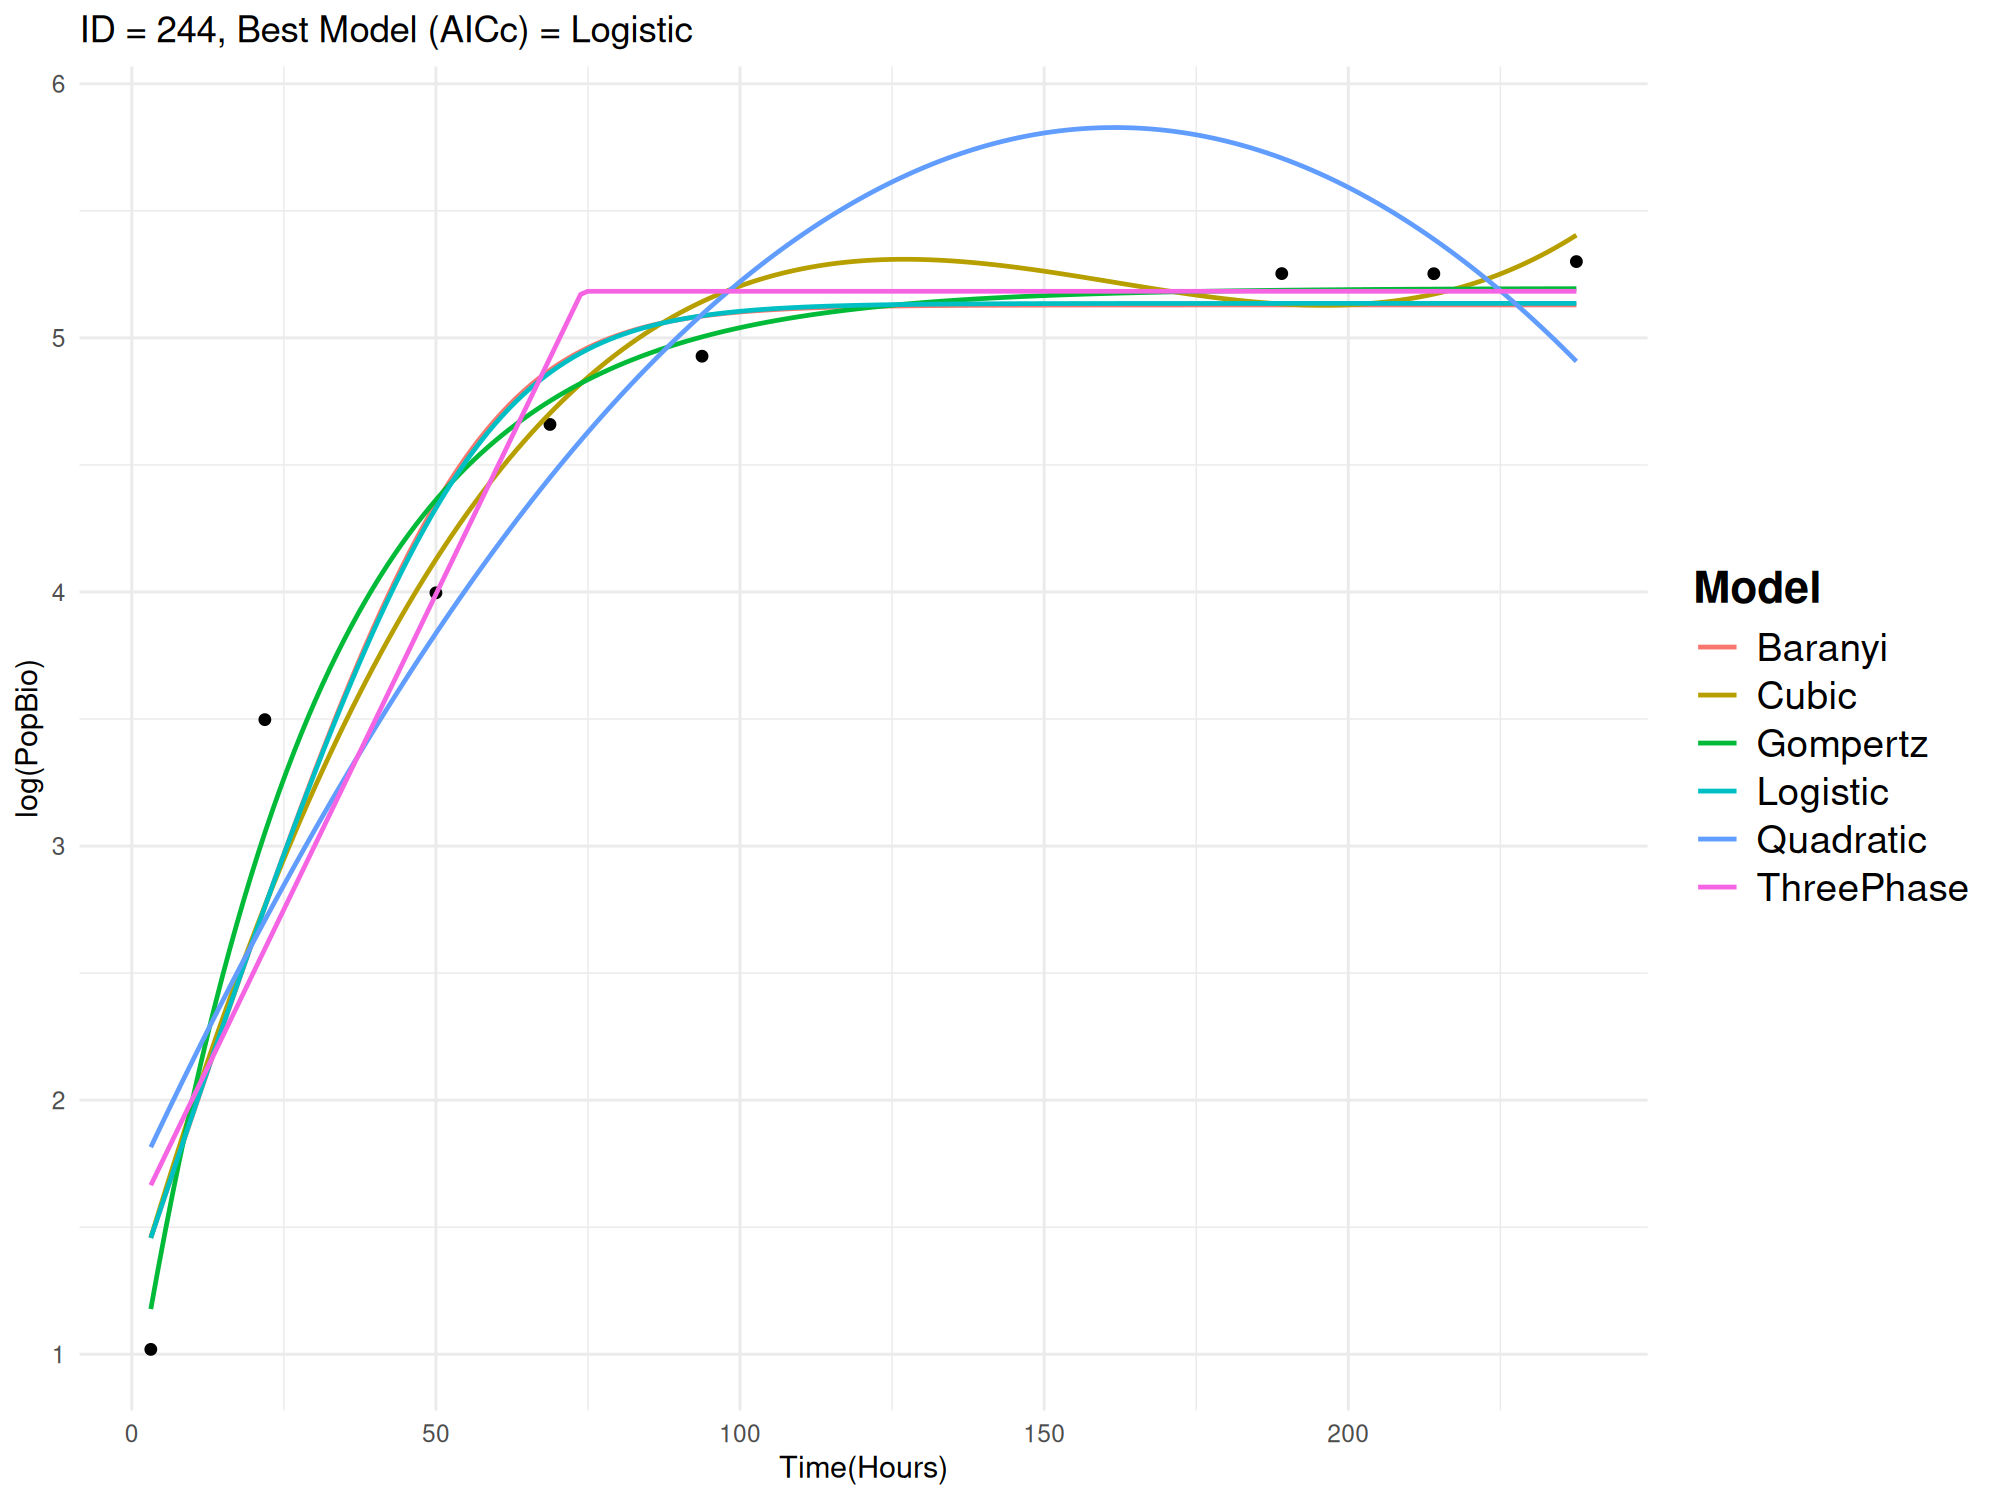 ID = 244, Best Model (AICc) = Logistic
6
5
4
3
2
1
log(PopBio)
0 50 100 150 200
Time(Hours)
Model
Baranyi
Cubic
Gompertz
Logistic
Quadratic
ThreePhase